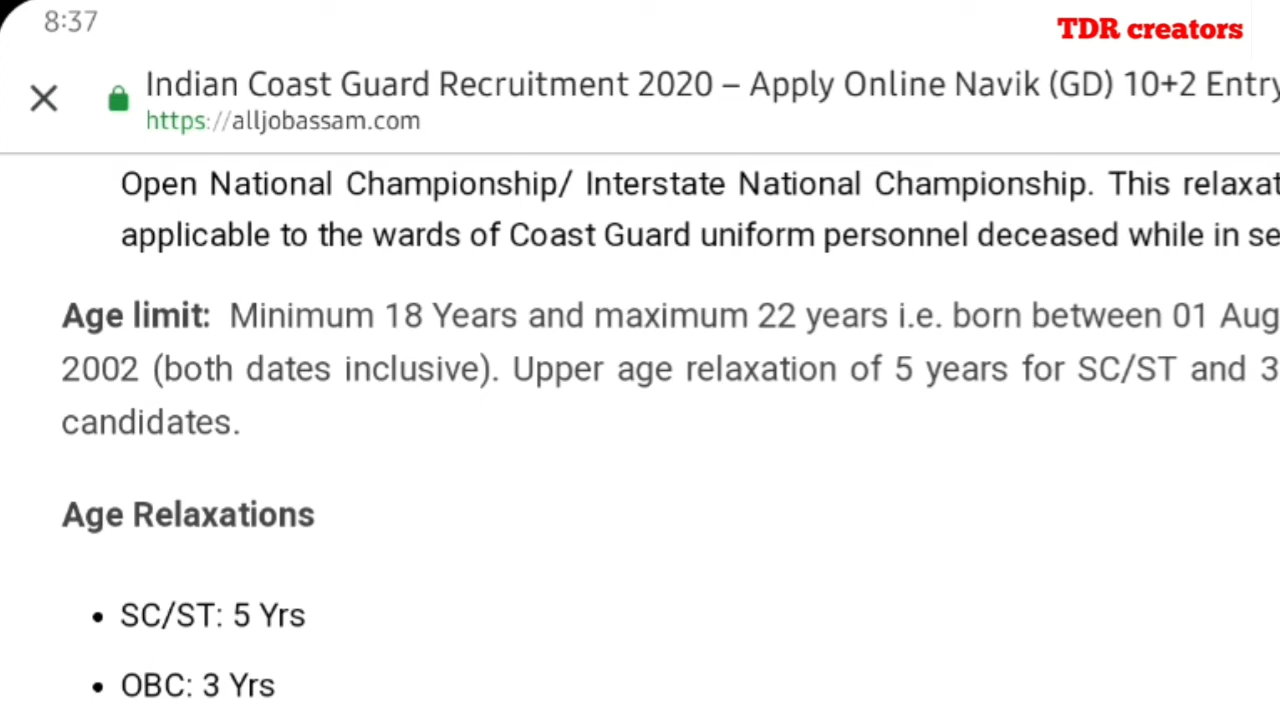 8:37
TDR creators
Indian Coast Guard Recruitment 2020 – Apply Online Navik (GD) 10+2 Entry
https://alljobassam.com
Open National Championship/ Interstate National Championship. This relaxat
applicable to the wards of Coast Guard uniform personnel deceased while in se
Age limit: Minimum 18 Years and maximum 22 years i.e. born between 01 Aug
2002 (both dates inclusive). Upper age relaxation of 5 years for SC/ST and 3
candidates.
Age Relaxations
• SC/ST: 5 Yrs
• OBC: 3 Yrs